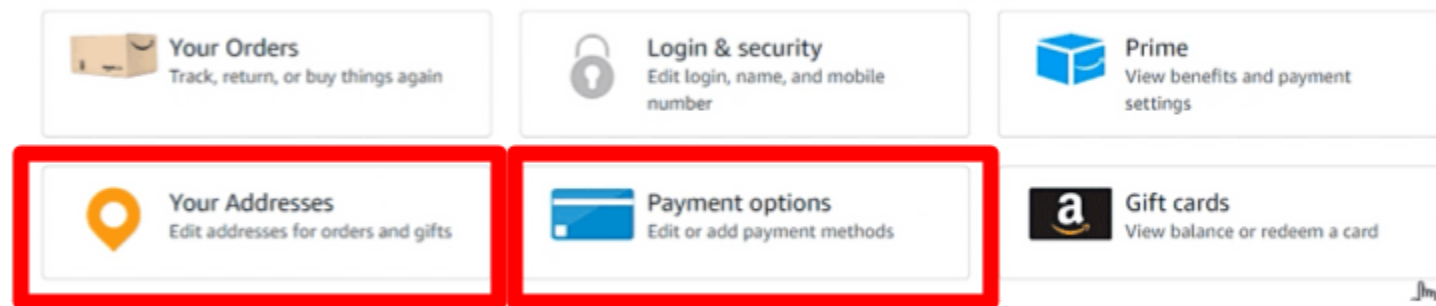 Your Orders
Track, return, or buy things again
Login & security
Edit login, name, and mobile
number
Prime
View benefits and payment
settings
Your Addresses
Edit addresses for orders and gifts
Payment options
Edit or add payment methods
a
Gift cards
View balance or redeem a card